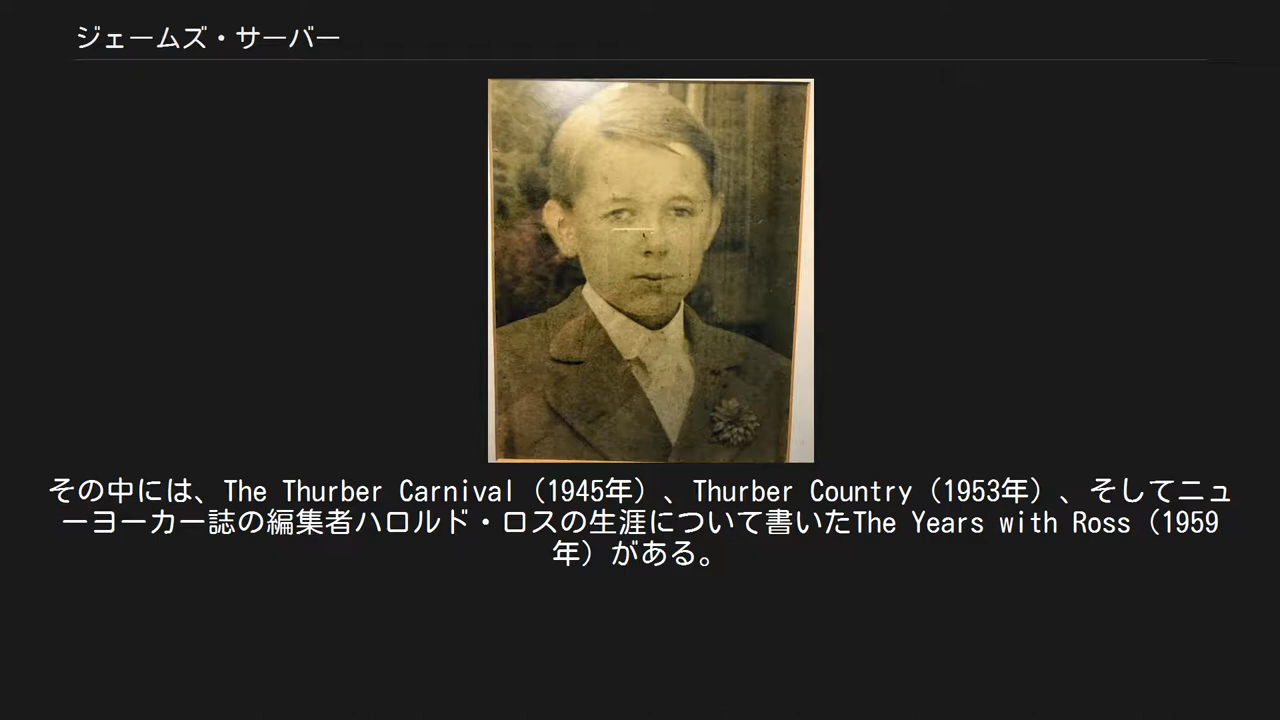 ジェームズ・サーバー
その中には、The Thurber Carnival（1945年）、Thurber Country（1953年）、そしてニュ
ーヨーカー誌の編集者ハロルド・ロスの生涯について書いたThe Years with Ross（1959
年）がある。